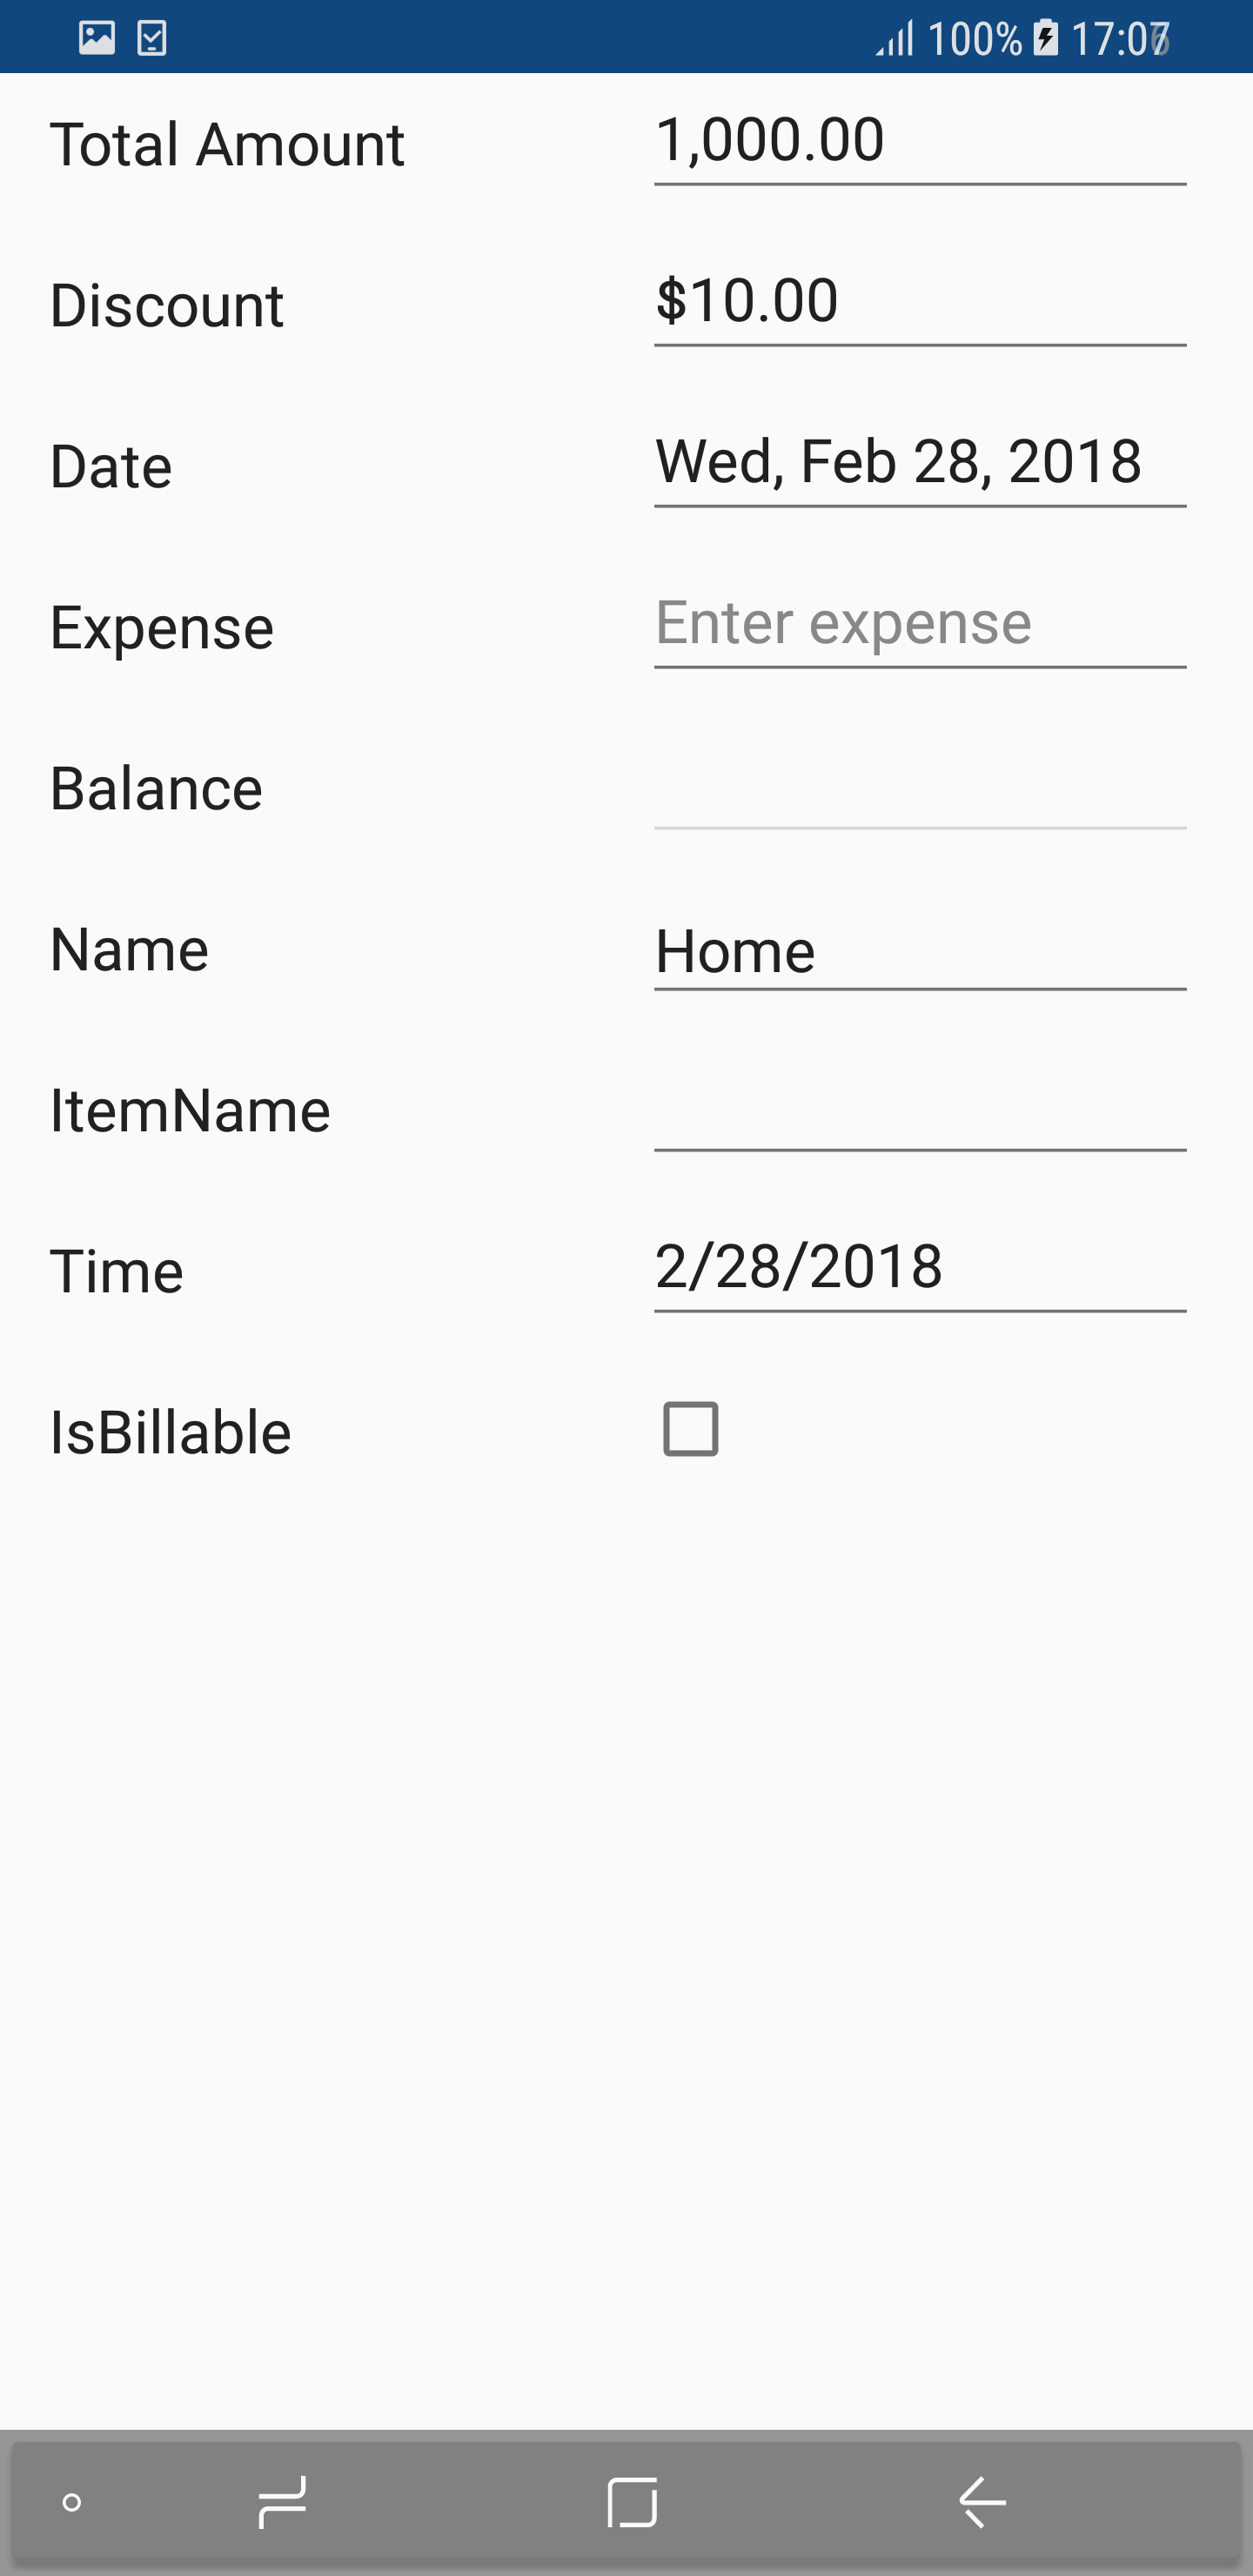 100% 17:07
Total Amount 1,000.00
Discount $10.00
Date Wed, Feb 28, 2018
Expense Enter expense
Balance
Name Home
ItemName
Time 2/28/2018
IsBillable